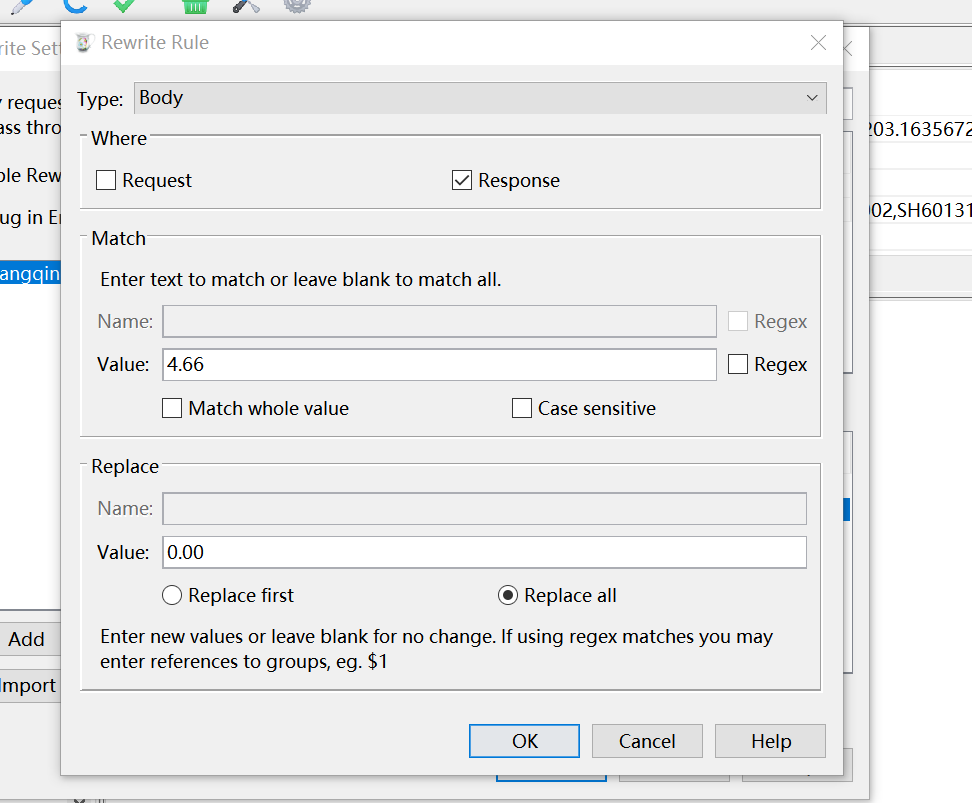 Rewrite Rule
rite Sett
Type: Body
y reques
ass thro
203.1635672
Where
Request
Response
ble Rew
02,SH60131
ug in E
Match
angqin
Enter text to match or leave blank to match all.
Name:
Regex
Value: 4.66
Regex
Match whole value
Case sensitive
Replace
Name:
Value: 0.00
Replace first
Replace all
Add
Enter new values or leave blank for no change. If using regex matches you may
enter references to groups, eg. $1
Import
OK
Cancel
Help